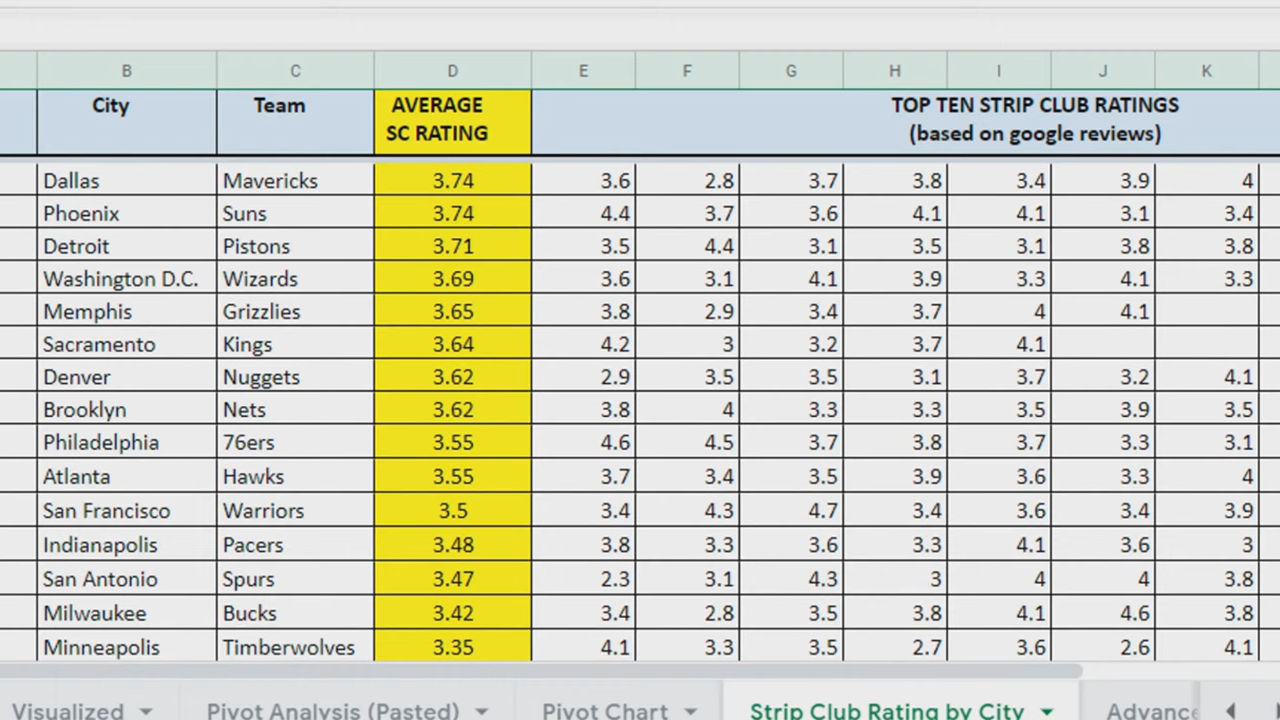 B C D E F G H I J K
City Team AVERAGE SC RATING TOP TEN STRIP CLUB RATINGS (based on google reviews)
Dallas Mavericks 3.74 3.6 2.8 3.7 3.8 3.4 3.9 4
Phoenix Suns 3.74 4.4 3.7 3.6 4.1 4.1 3.1 3.4
Detroit Pistons 3.71 3.5 4.4 3.1 3.5 3.1 3.8 3.8
Washington D.C. Wizards 3.69 3.6 3.1 4.1 3.9 3.3 4.1 3.3
Memphis Grizzlies 3.65 3.8 2.9 3.4 3.7 4 4.1
Sacramento Kings 3.64 4.2 3 3.2 3.7 4.1
Denver Nuggets 3.62 2.9 3.5 3.5 3.1 3.7 3.2 4.1
Brooklyn Nets 3.62 3.8 4 3.3 3.3 3.5 3.9 3.5
Philadelphia 76ers 3.55 4.6 4.5 3.7 3.8 3.7 3.3 3.1
Atlanta Hawks 3.55 3.7 3.4 3.5 3.9 3.6 3.3 4
San Francisco Warriors 3.5 3.4 4.3 4.7 3.4 3.6 3.4 3.9
Indianapolis Pacers 3.48 3.8 3.3 3.6 3.3 4.1 3.6 3
San Antonio Spurs 3.47 2.3 3.1 4.3 3 4 4 3.8
Milwaukee Bucks 3.42 3.4 2.8 3.5 3.8 4.1 4.6 3.8
Minneapolis Timberwolves 3.35 4.1 3.3 3.5 2.7 3.6 2.6 4.1
Visualized Pivot Analysis (Pasted) Pivot Chart Strip Club Rating by City Advance